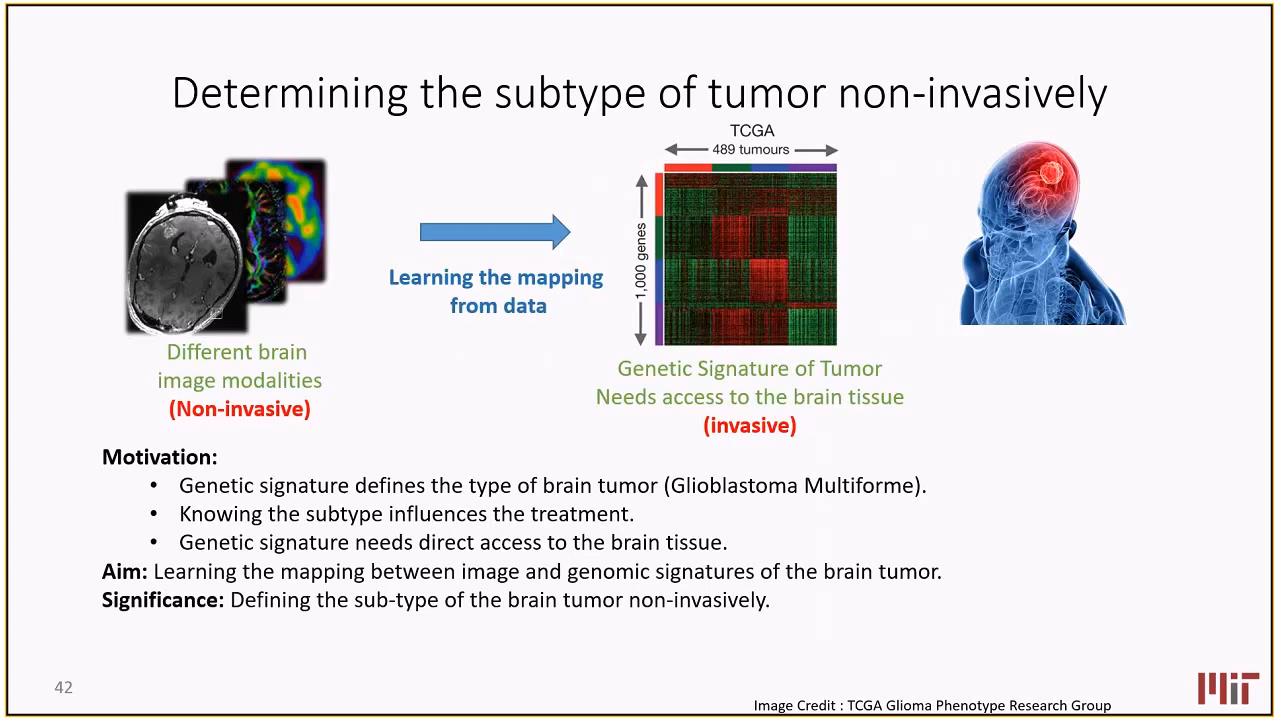 Determining the subtype of tumor non-invasively
TCGA
489 tumours
1,000 genes
Learning the mapping
from data
Different brain
image modalities
(Non-invasive)
Genetic Signature of Tumor
Needs access to the brain tissue
(invasive)
Motivation:
• Genetic signature defines the type of brain tumor (Glioblastoma Multiforme).
• Knowing the subtype influences the treatment.
• Genetic signature needs direct access to the brain tissue.
Aim: Learning the mapping between image and genomic signatures of the brain tumor.
Significance: Defining the sub-type of the brain tumor non-invasively.
42
MIT
Image Credit : TCGA Glioma Phenotype Research Group